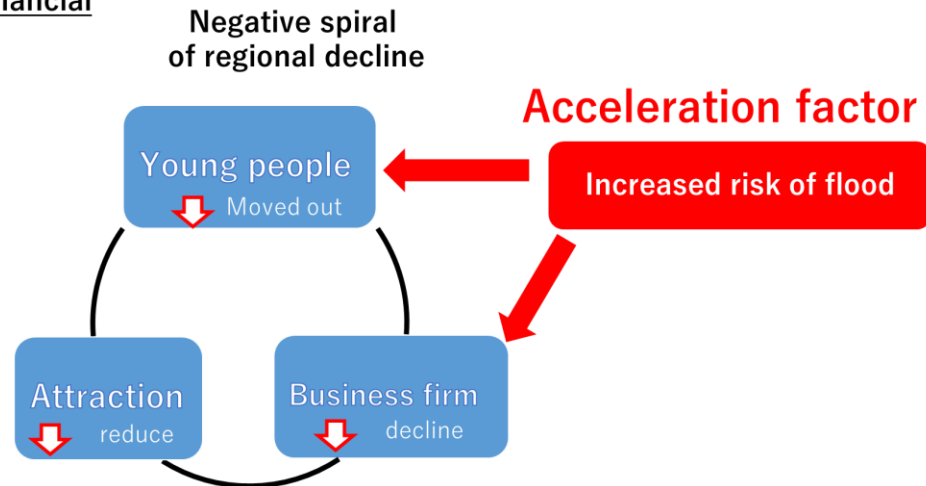 Negative spiral
of regional decline
Acceleration factor
Young people
Moved out
Increased risk of flood
Attraction
reduce
Business firm
decline